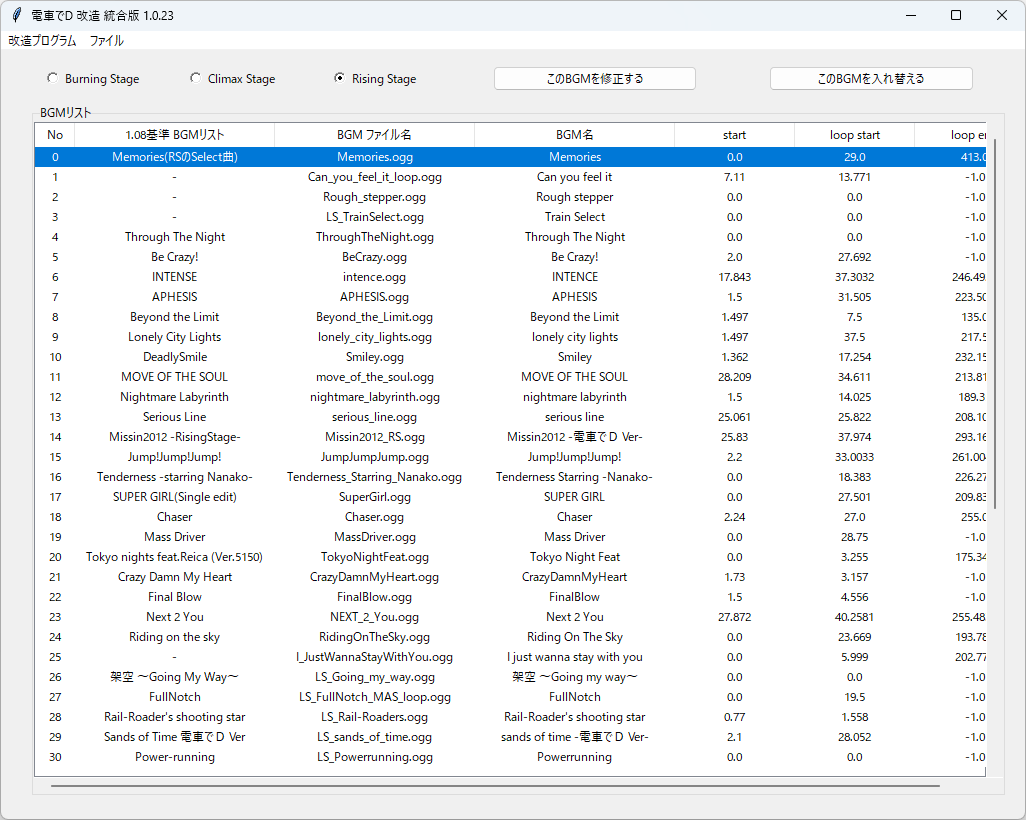 電車でD 改造 統合版 1.0.23
改造プログラム ファイル
Burning Stage Climax Stage Rising Stage このBGMを修正する このBGMを入れ替える
BGMリスト
No 1.08基準 BGMリスト BGM ファイル名 BGM名 start loop start loop er
0 Memories(RSのSelect曲) Memories.ogg Memories 0.0 29.0 413.0
1 - Can_you_feel_it_loop.ogg Can you feel it 7.11 13.771 -1.0
2 - Rough_stepper.ogg Rough stepper 0.0 0.0 -1.0
3 - LS_TrainSelect.ogg Train Select 0.0 0.0 -1.0
4 Through The Night ThroughTheNight.ogg Through The Night 0.0 0.0 -1.0
5 Be Crazy! BeCrazy.ogg Be Crazy! 2.0 27.692 -1.0
6 INTENSE intence.ogg INTENCE 17.843 37.3032 246.49
7 APHESIS APHESIS.ogg APHESIS 1.5 31.505 223.50
8 Beyond the Limit Beyond_the_Limit.ogg Beyond the Limit 1.497 7.5 135.0
9 Lonely City Lights lonely_city_lights.ogg lonely city lights 1.497 37.5 217.5
10 DeadlySmile Smiley.ogg Smiley 1.362 17.254 232.15
11 MOVE OF THE SOUL move_of_the_soul.ogg MOVE OF THE SOUL 28.209 34.611 213.81
12 Nightmare Labyrinth nightmare_labyrinth.ogg nightmare labyrinth 1.5 14.025 189.3
13 Serious Line serious_line.ogg serious line 25.061 25.822 208.10
14 Missin2012 -RisingStage- Missin2012_RS.ogg Missin2012 -電車でＤ Ver- 25.83 37.974 293.16
15 Jump!Jump!Jump! JumpJumpJump.ogg Jump!Jump!Jump! 2.2 33.0033 261.004
16 Tenderness -starring Nanako- Tenderness_Starring_Nanako.ogg Tenderness Starring -Nanako- 0.0 18.383 226.27
17 SUPER GIRL(Single edit) SuperGirl.ogg SUPER GIRL 0.0 27.501 209.83
18 Chaser Chaser.ogg Chaser 2.24 27.0 255.0
19 Mass Driver MassDriver.ogg Mass Driver 0.0 28.75 -1.0
20 Tokyo nights feat.Reica (Ver.5150) TokyoNightFeat.ogg Tokyo Night Feat 0.0 3.255 175.34
21 Crazy Damn My Heart CrazyDamnMyHeart.ogg CrazyDamnMyHeart 1.73 3.157 -1.0
22 Final Blow FinalBlow.ogg FinalBlow 1.5 4.556 -1.0
23 Next 2 You NEXT_2_You.ogg Next 2 You 27.872 40.2581 255.48
24 Riding on the sky RidingOnTheSky.ogg Riding On The Sky 0.0 23.669 193.78
25 - I_JustWannaStayWithYou.ogg I just wanna stay with you 0.0 5.999 202.77
26 架空 ～Going My Way～ LS_Going_my_way.ogg 架空 ～Going my way～ 0.0 0.0 -1.0
27 FullNotch LS_FullNotch_MAS_loop.ogg FullNotch 0.0 19.5 -1.0
28 Rail-Roader's shooting star LS_Rail-Roaders.ogg Rail-Roader's shooting star 0.77 1.558 -1.0
29 Sands of Time 電車でＤ Ver LS_sands_of_time.ogg sands of time -電車でＤ Ver- 2.1 28.052 -1.0
30 Power-running LS_Powerrunning.ogg Powerrunning 0.0 0.0 -1.0